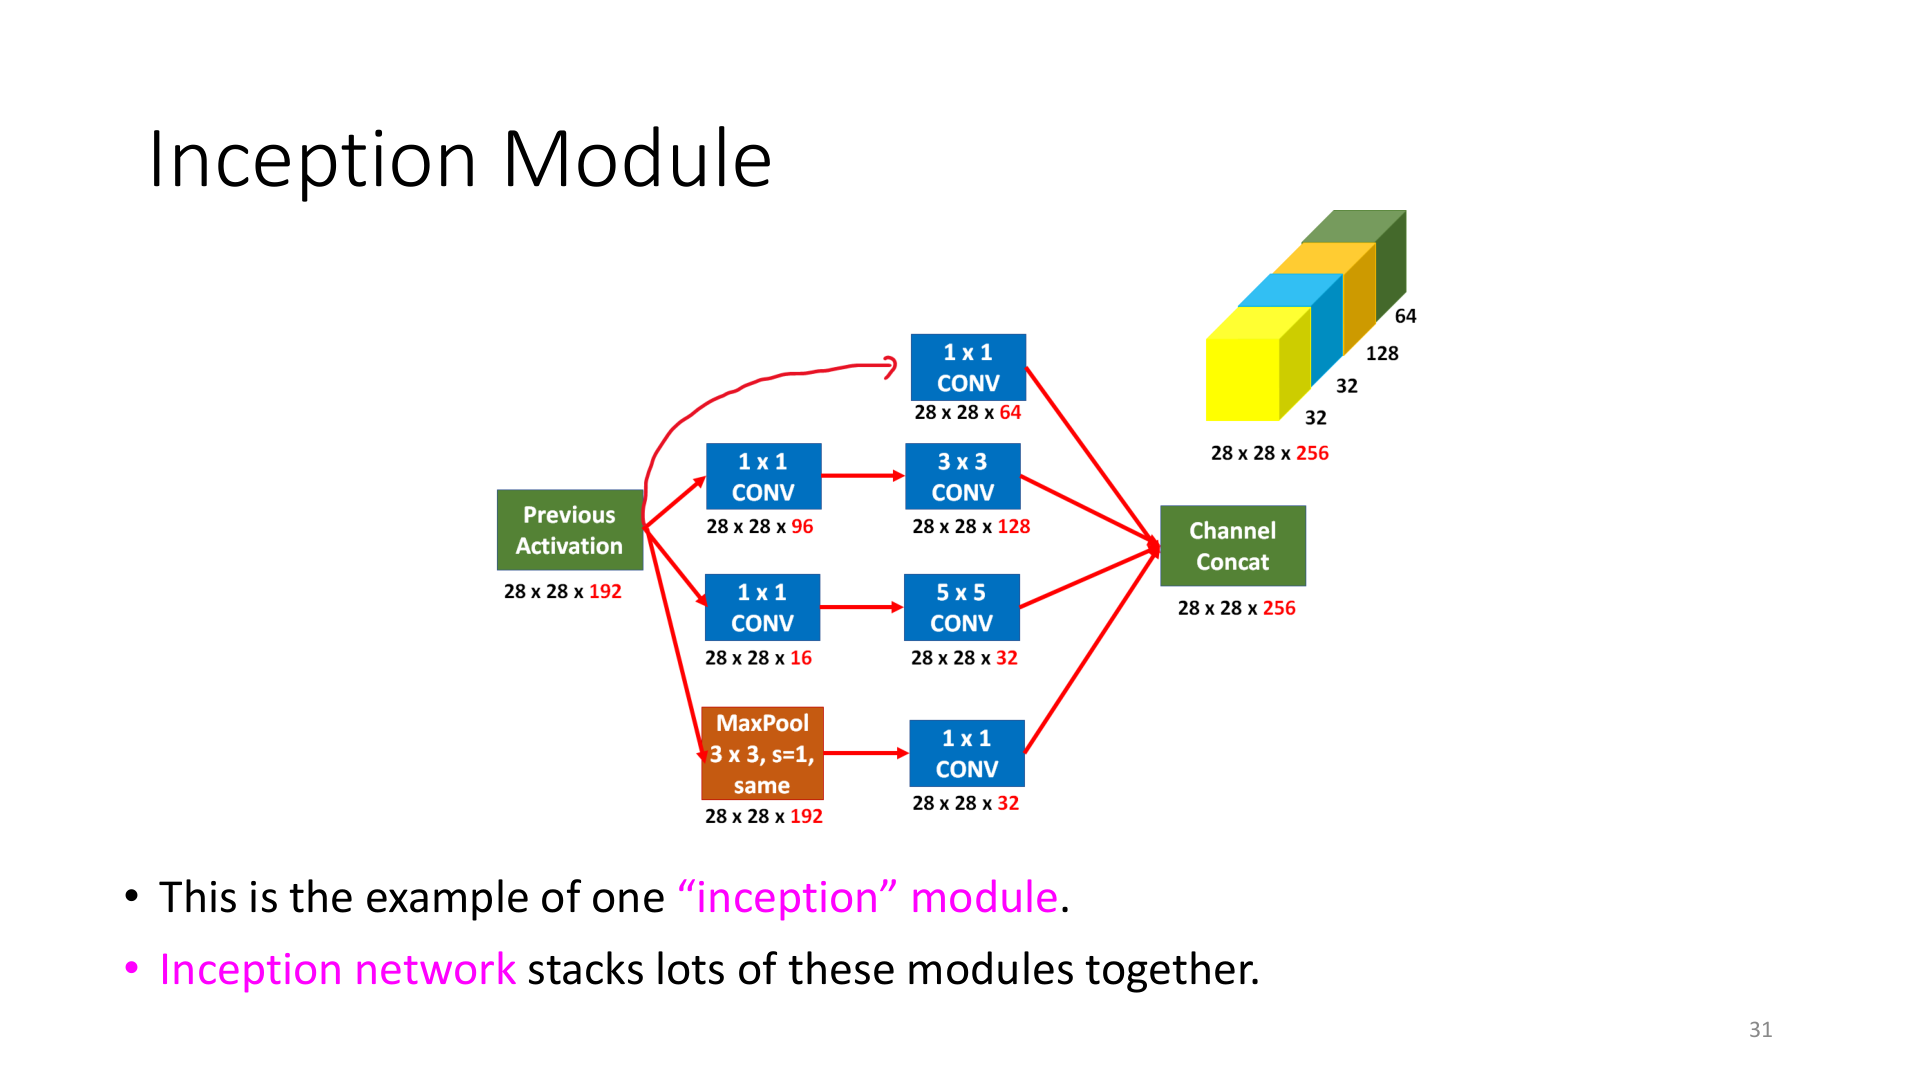 Inception Module
64
128
32
32
28 x 28 x 256
1 x 1
CONV
28 x 28 x 64
1 x 1
CONV
28 x 28 x 96
3 x 3
CONV
28 x 28 x 128
Previous
Activation
28 x 28 x 192
Channel
Concat
28 x 28 x 256
1 x 1
CONV
28 x 28 x 16
5 x 5
CONV
28 x 28 x 32
MaxPool
3 x 3, s=1,
same
28 x 28 x 192
1 x 1
CONV
28 x 28 x 32
• This is the example of one “inception” module.
• Inception network stacks lots of these modules together.
31